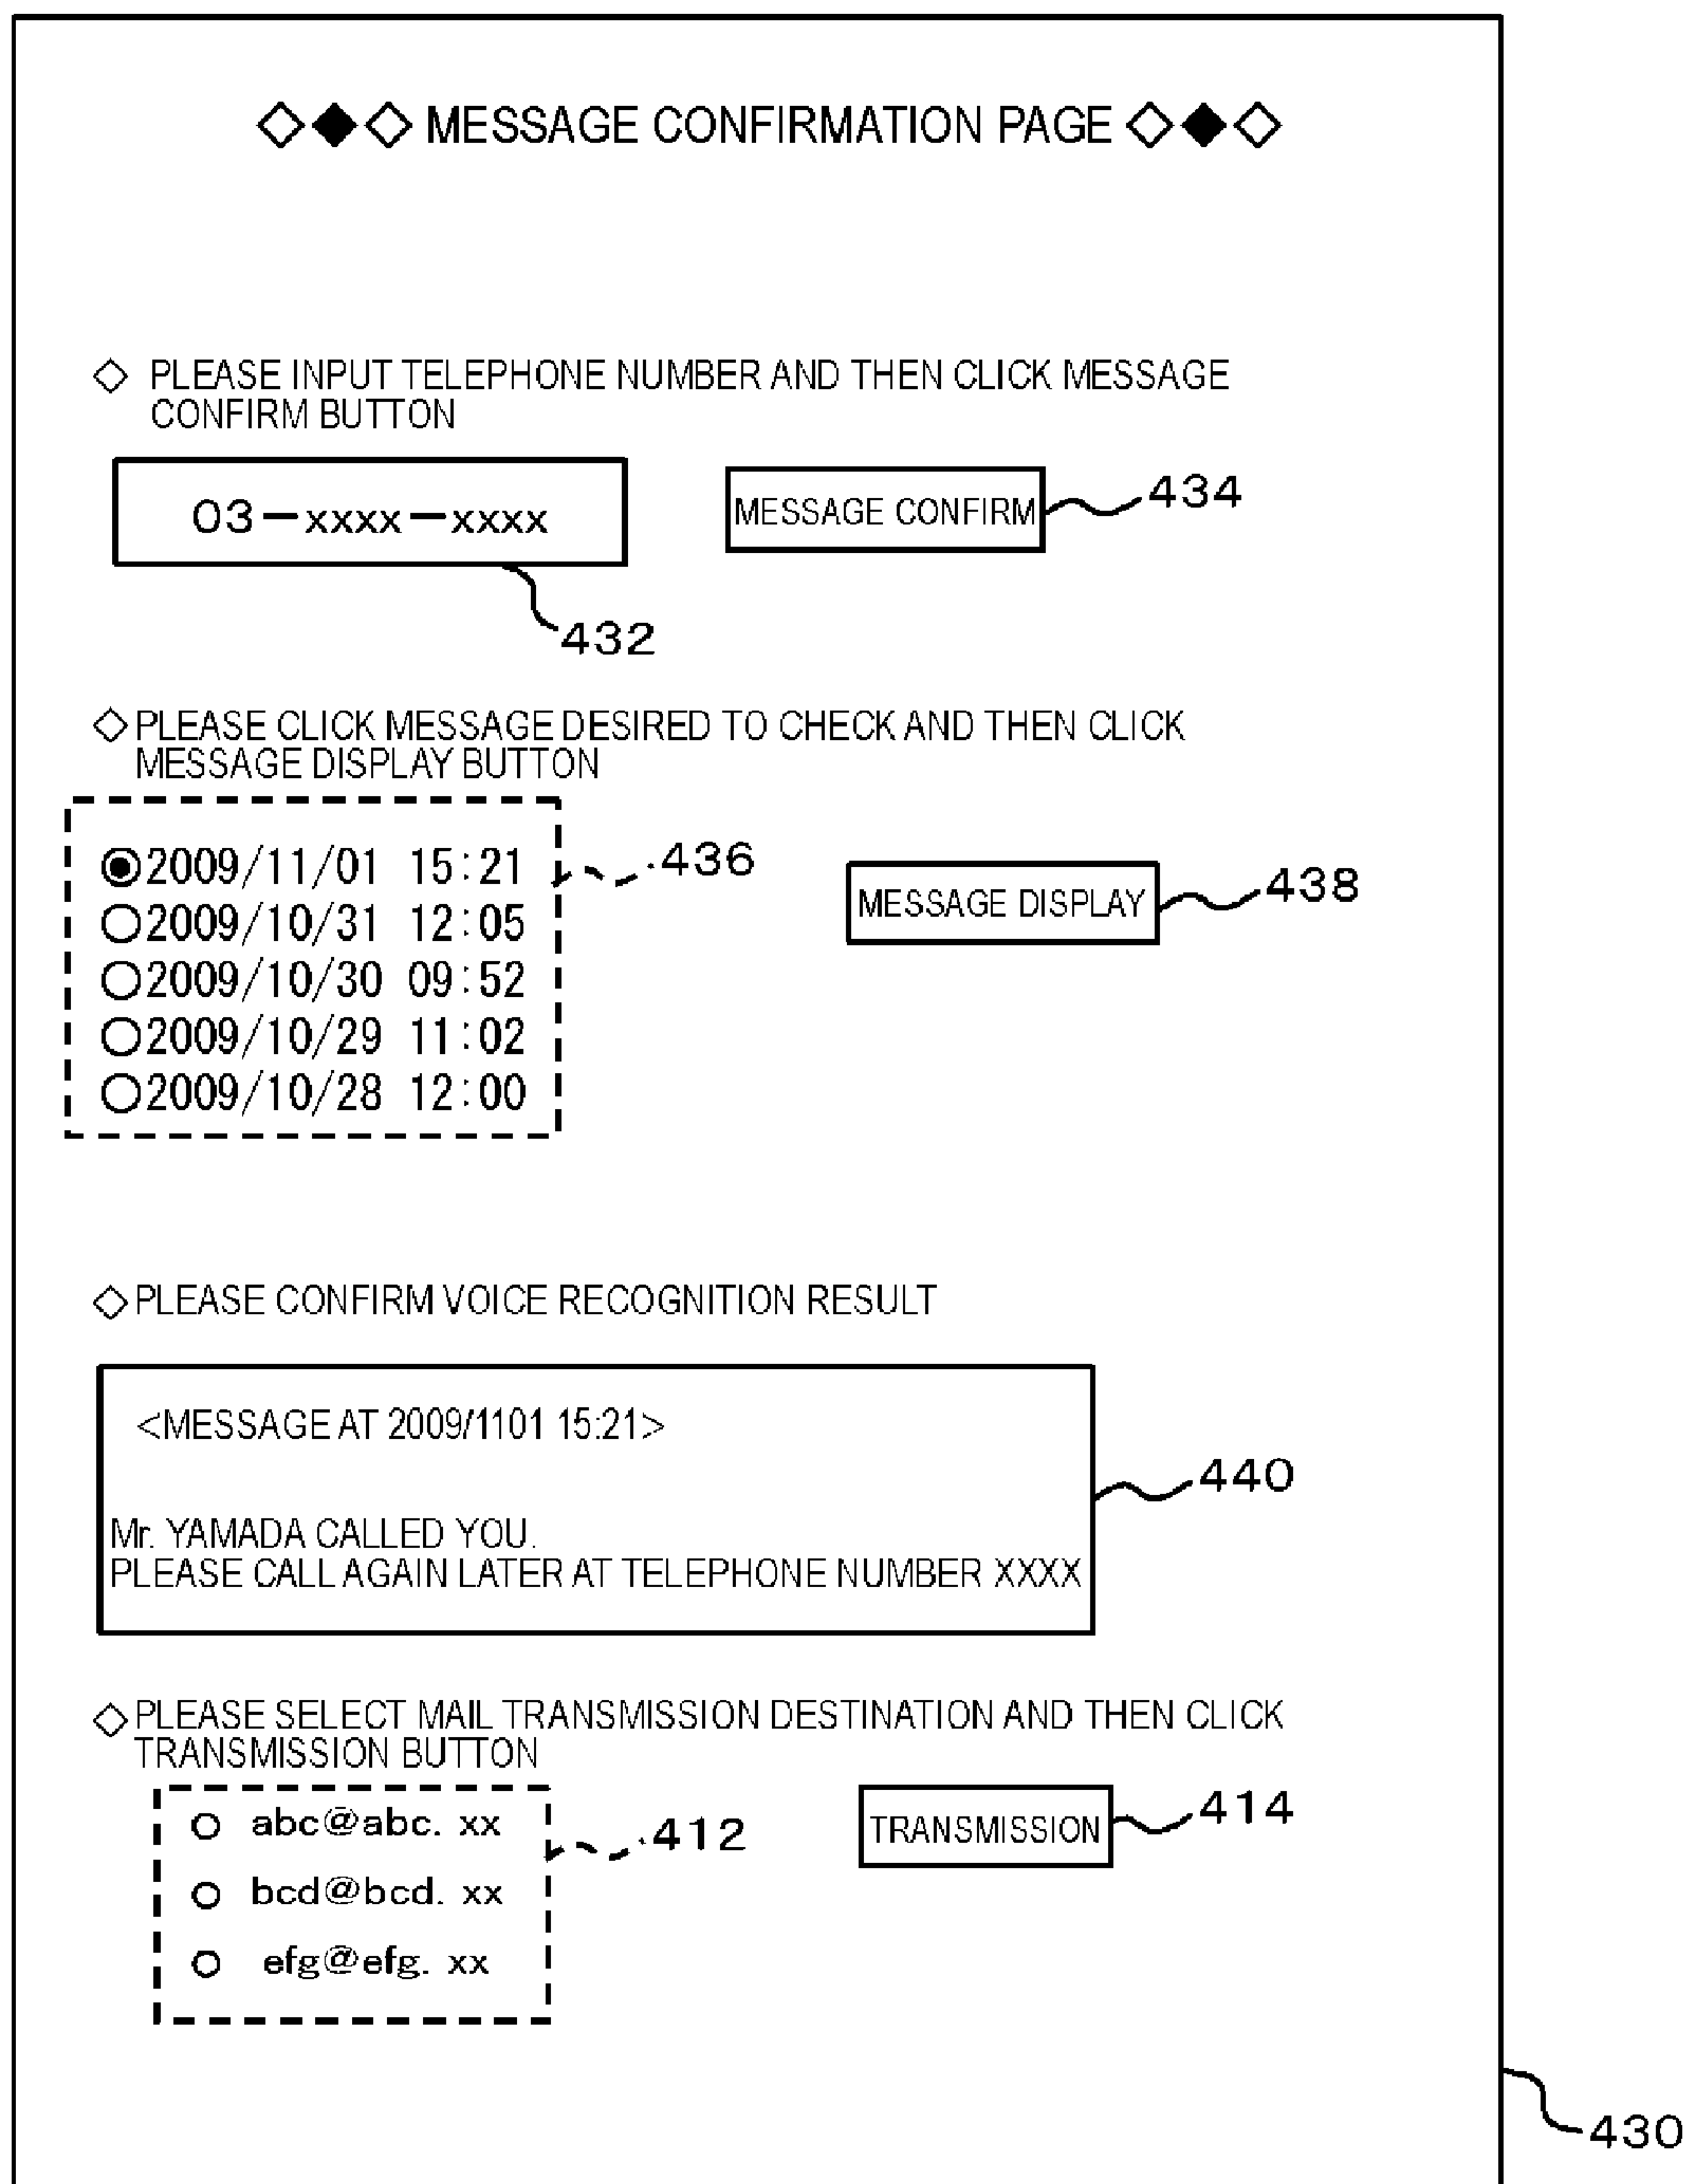 ◇◆◇ MESSAGE CONFIRMATION PAGE ◇◆◇
◇ PLEASE INPUT TELEPHONE NUMBER AND THEN CLICK MESSAGE
CONFIRM BUTTON
03-xxxx-xxxx
MESSAGE CONFIRM
434
432
◇PLEASE CLICK MESSAGE DESIRED TO CHECK AND THEN CLICK
MESSAGE DISPLAY BUTTON
2009/11/01 15:21
2009/10/31 12:05
2009/10/30 09:52
2009/10/29 11:02
2009/10/28 12:00
436
MESSAGE DISPLAY
438
◇PLEASE CONFIRM VOICE RECOGNITION RESULT
<MESSAGE AT 2009/1101 15:21>
Mr. YAMADA CALLED YOU.
PLEASE CALL AGAIN LATER AT TELEPHONE NUMBER XXXX
440
◇PLEASE SELECT MAIL TRANSMISSION DESTINATION AND THEN CLICK
TRANSMISSION BUTTON
abc@abc. xx
bcd@bcd. xx
efg@efg. xx
412
TRANSMISSION
414
430